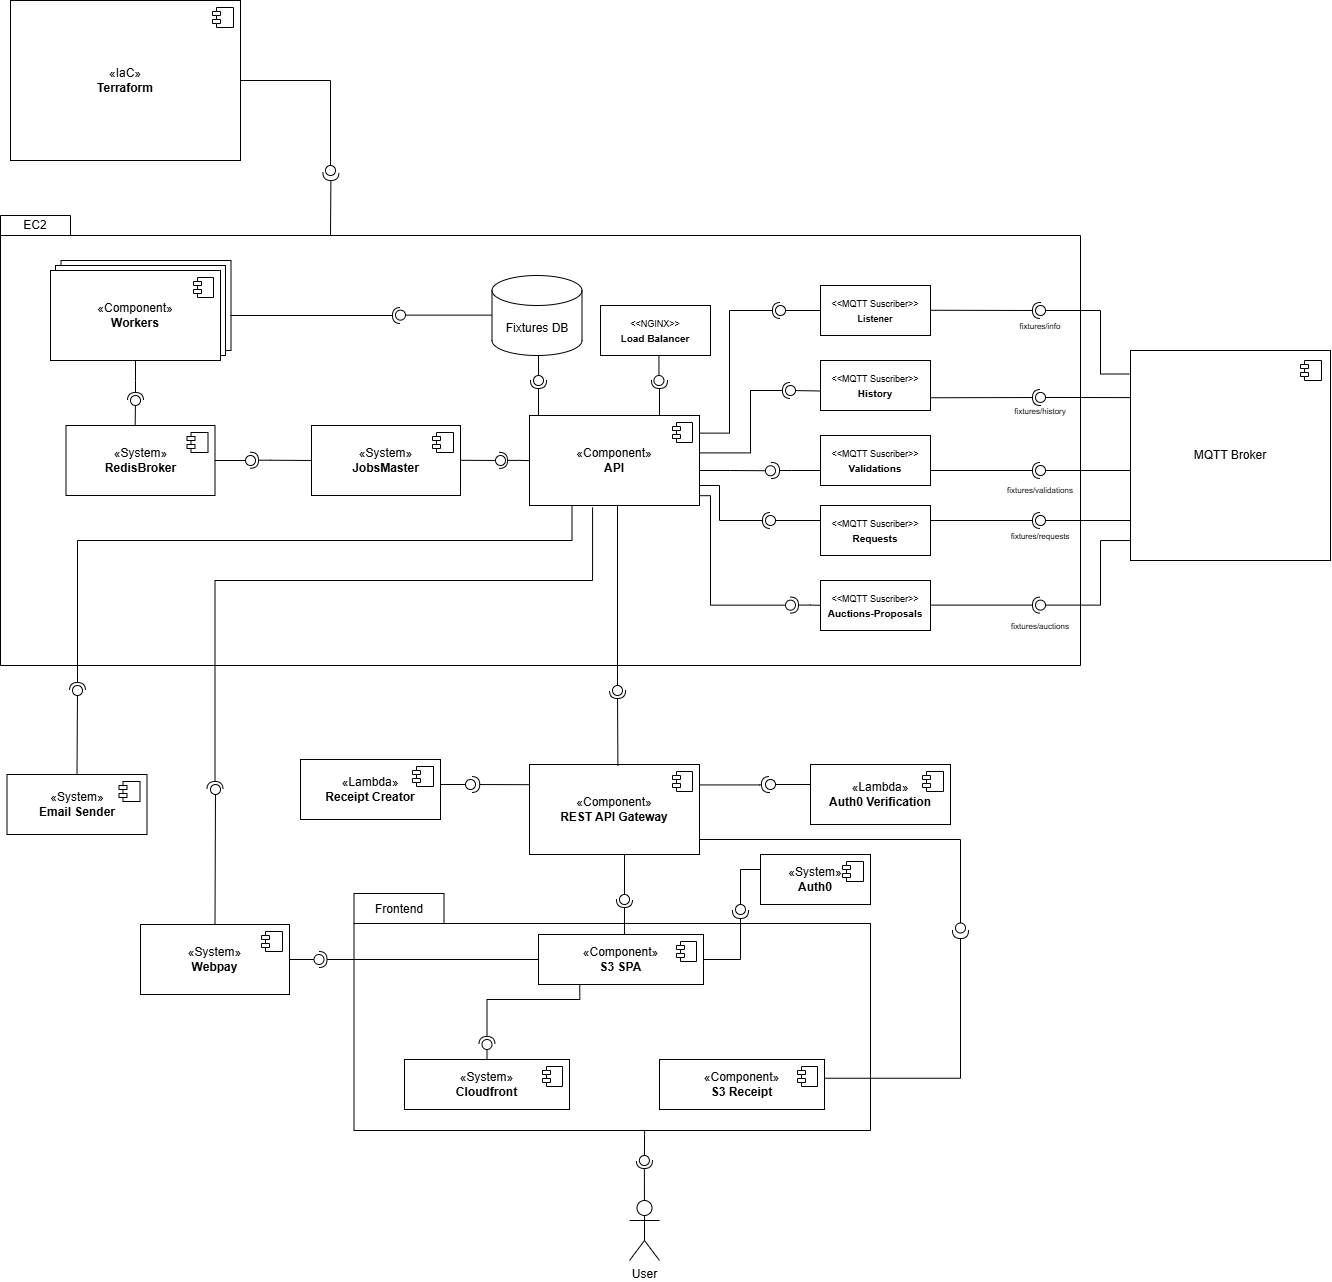 «IaC»
Terraform
EC2
«Component»
Workers
Fixtures DB
<<NGINX>>
Load Balancer
<<MQTT Suscriber>>
Listener
fixtures/info
<<MQTT Suscriber>>
History
fixtures/history
«System»
RedisBroker
«System»
JobsMaster
«Component»
API
<<MQTT Suscriber>>
Validations
fixtures/validations
MQTT Broker
<<MQTT Suscriber>>
Requests
fixtures/requests
<<MQTT Suscriber>>
Auctions-Proposals
fixtures/auctions
«System»
Email Sender
«Lambda»
Receipt Creator
«Component»
REST API Gateway
«Lambda»
Auth0 Verification
«System»
Auth0
Frontend
«System»
Webpay
«Component»
S3 SPA
«System»
Cloudfront
«Component»
S3 Receipt
User